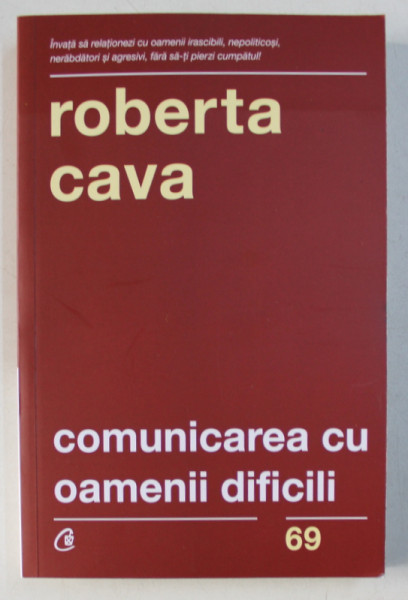 Învață să relaționezi cu oamenii irascibili, nepoliticoși,
nerăbdători și agresivi, fără să-ți pierzi cumpătul!
roberta
cava
comunicarea cu
oamenii dificili
69